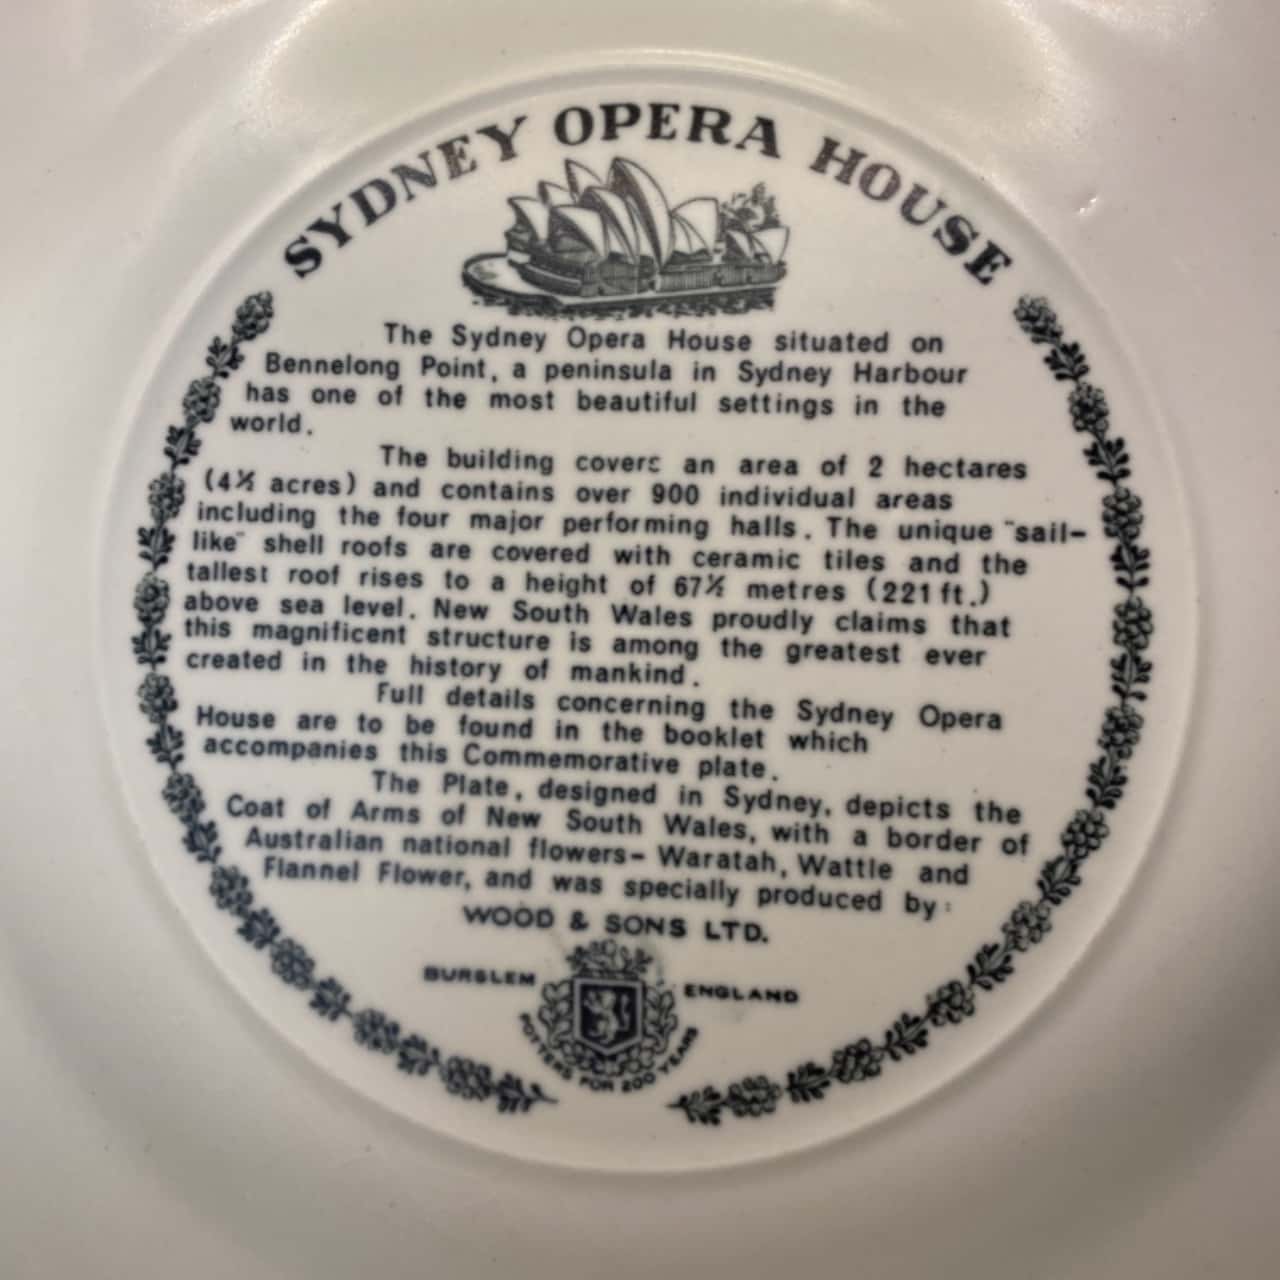 SYDNEY OPERA HOUSE
The Sydney Opera House situated on
Bennelong Point, a peninsula in Sydney Harbour
has one of the most beautiful settings in the
world.
The building covers an area of 2 hectares
(4½ acres) and contains over 900 individual areas
including the four major performing halls. The unique "sail-
like" shell roofs are covered with ceramic tiles and the
tallest roof rises to a height of 67½ metres (221 ft.)
above sea level. New South Wales proudly claims that
this magnificent structure is among the greatest ever
created in the history of mankind.
Full details concerning the Sydney Opera
House are to be found in the booklet which
accompanies this Commemorative plate.
The Plate, designed in Sydney, depicts the
Coat of Arms of New South Wales, with a border of
Australian national flowers- Waratah, Wattle and
Flannel Flower, and was specially produced by:
WOOD & SONS LTD.
BURSLEM ENGLAND
POTTERS FOR 200 YEARS